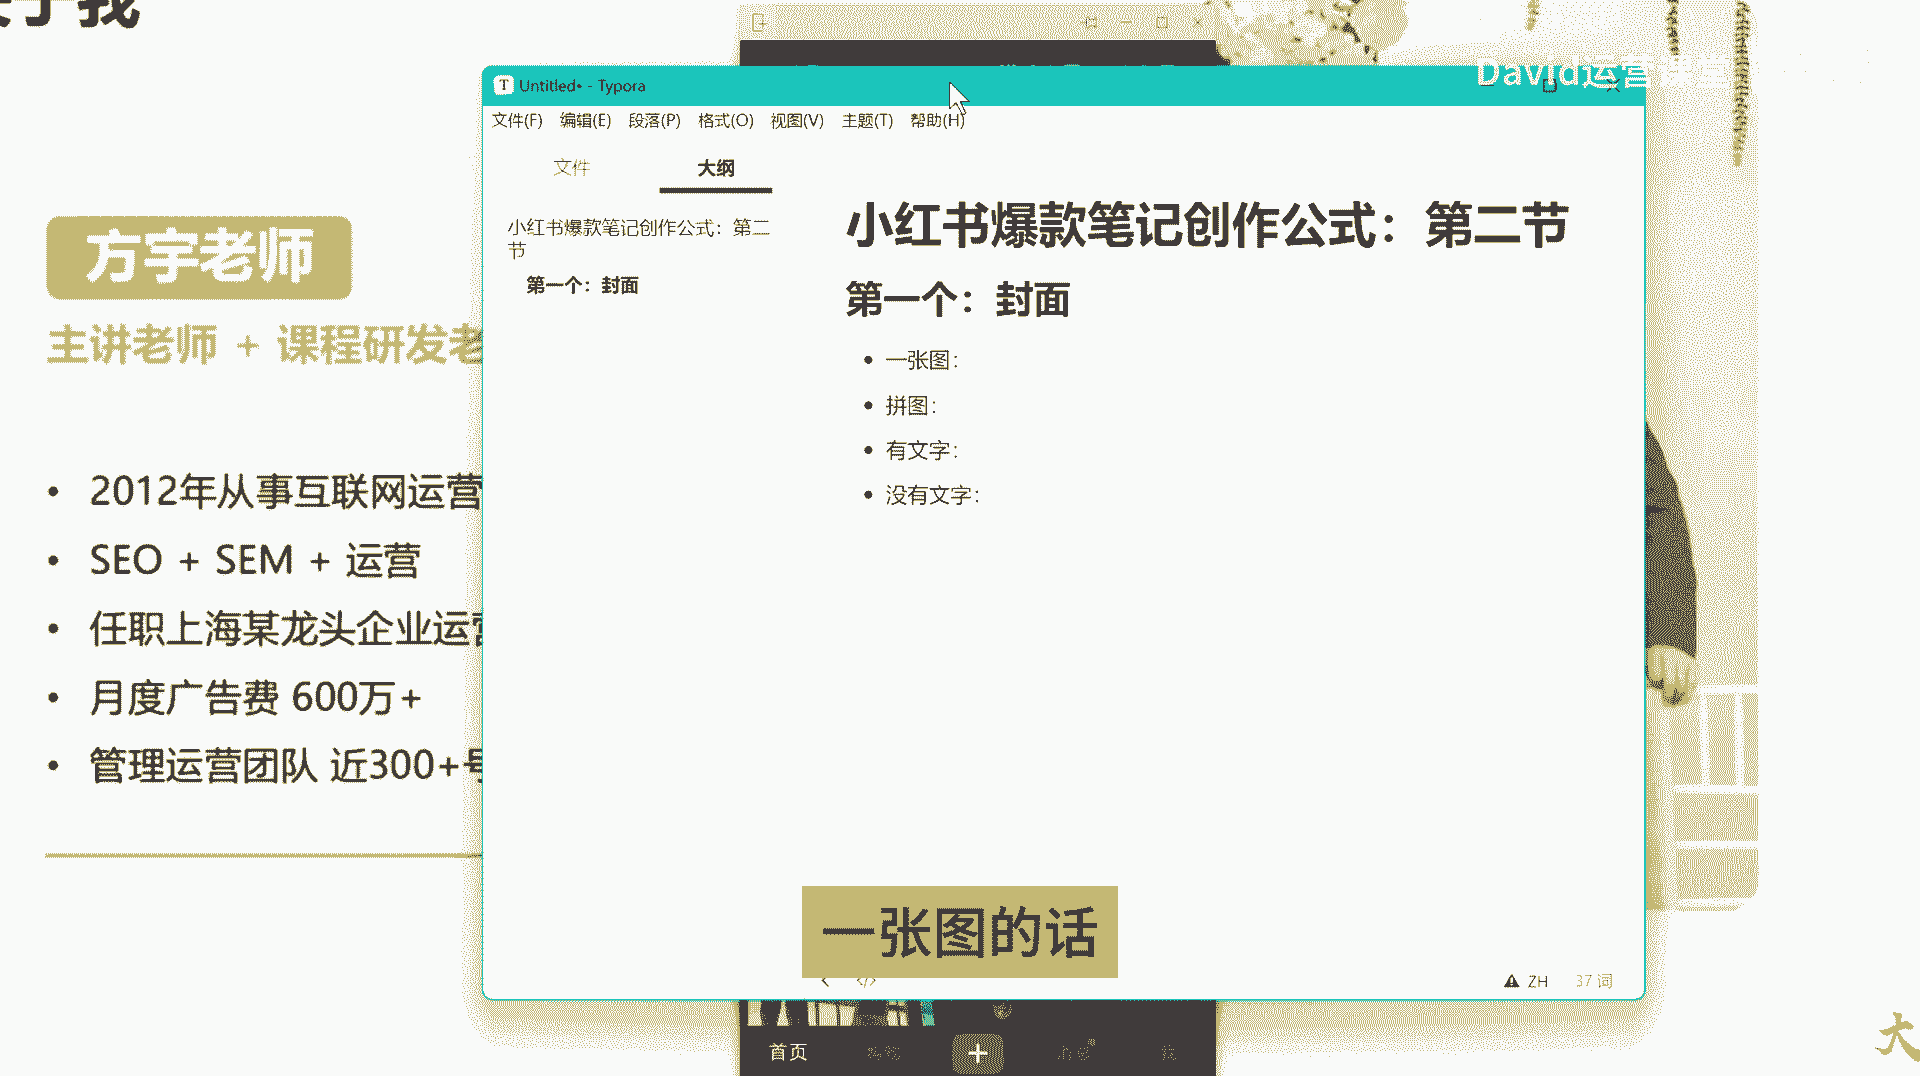 于我
Untitled• - Typora
David运营课堂
文件(F) 编辑(E) 段落(P) 格式(O) 视图(V) 主题(T) 帮助(H)
文件 大纲
小红书爆款笔记创作公式：第二
节
第一个：封面
小红书爆款笔记创作公式：第二节
第一个：封面
• 一张图：
• 拼图：
• 有文字：
• 没有文字：
方宇老师
主讲老师 + 课程研发老
• 2012年从事互联网运营
• SEO + SEM + 运营
• 任职上海某龙头企业运营
• 月度广告费 600万+
• 管理运营团队 近300+号
一张图的话
ZH 37 词
首页
大